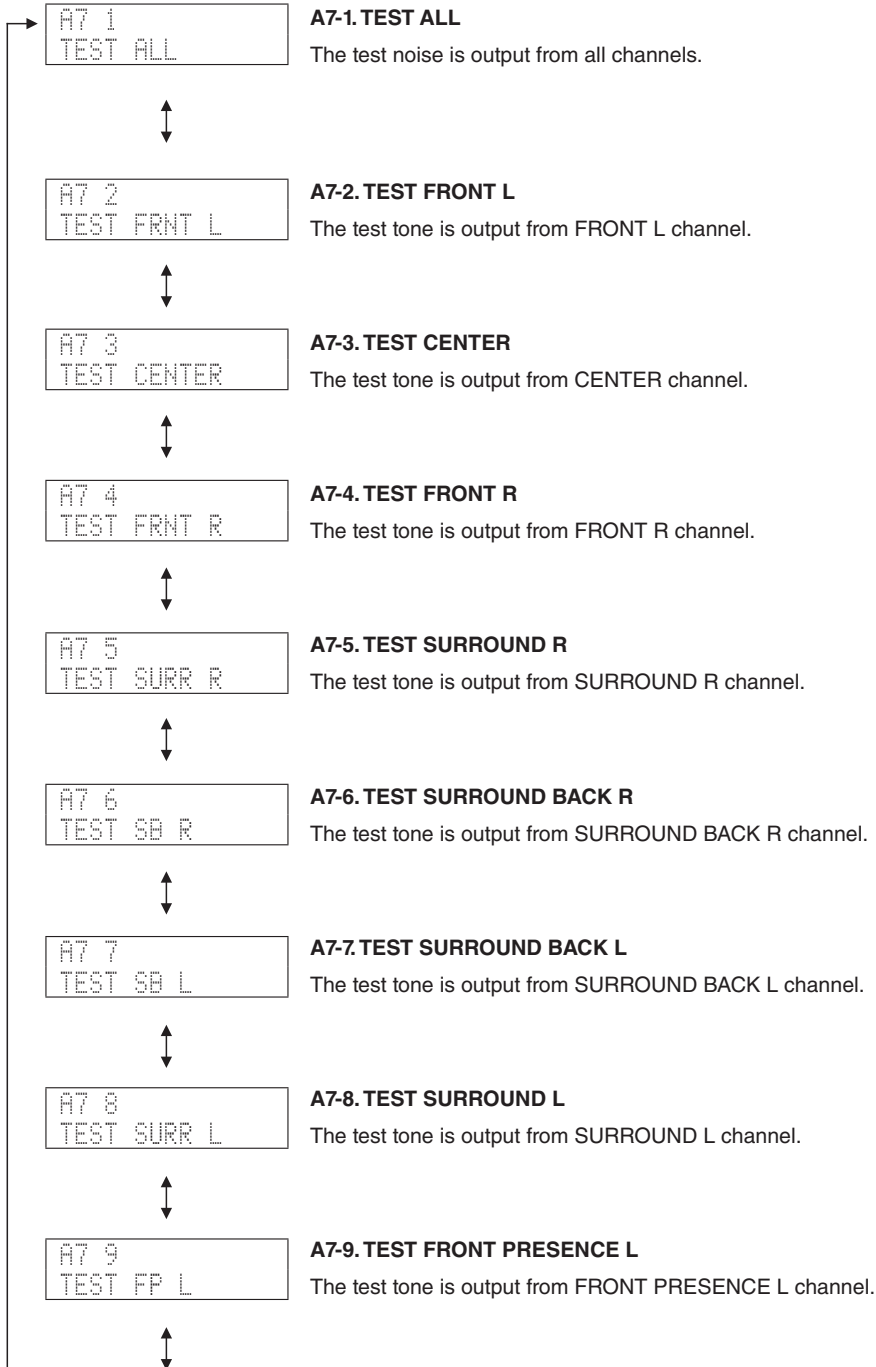 A7 1
TEST ALL
A7-1. TEST ALL
The test noise is output from all channels.
A7 2
TEST FRNT L
A7-2. TEST FRONT L
The test tone is output from FRONT L channel.
A7 3
TEST CENTER
A7-3. TEST CENTER
The test tone is output from CENTER channel.
A7 4
TEST FRNT R
A7-4. TEST FRONT R
The test tone is output from FRONT R channel.
A7 5
TEST SURR R
A7-5. TEST SURROUND R
The test tone is output from SURROUND R channel.
A7 6
TEST SB R
A7-6. TEST SURROUND BACK R
The test tone is output from SURROUND BACK R channel.
A7 7
TEST SB L
A7-7. TEST SURROUND BACK L
The test tone is output from SURROUND BACK L channel.
A7 8
TEST SURR L
A7-8. TEST SURROUND L
The test tone is output from SURROUND L channel.
A7 9
TEST FP L
A7-9. TEST FRONT PRESENCE L
The test tone is output from FRONT PRESENCE L channel.